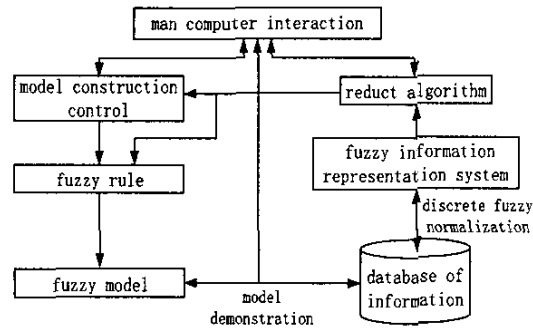 man computer interaction
model construction
control
reduct algorithm
fuzzy information
representation system
fuzzy rule
discrete fuzzy
normalization
database of
information
fuzzy model
model
demonstration